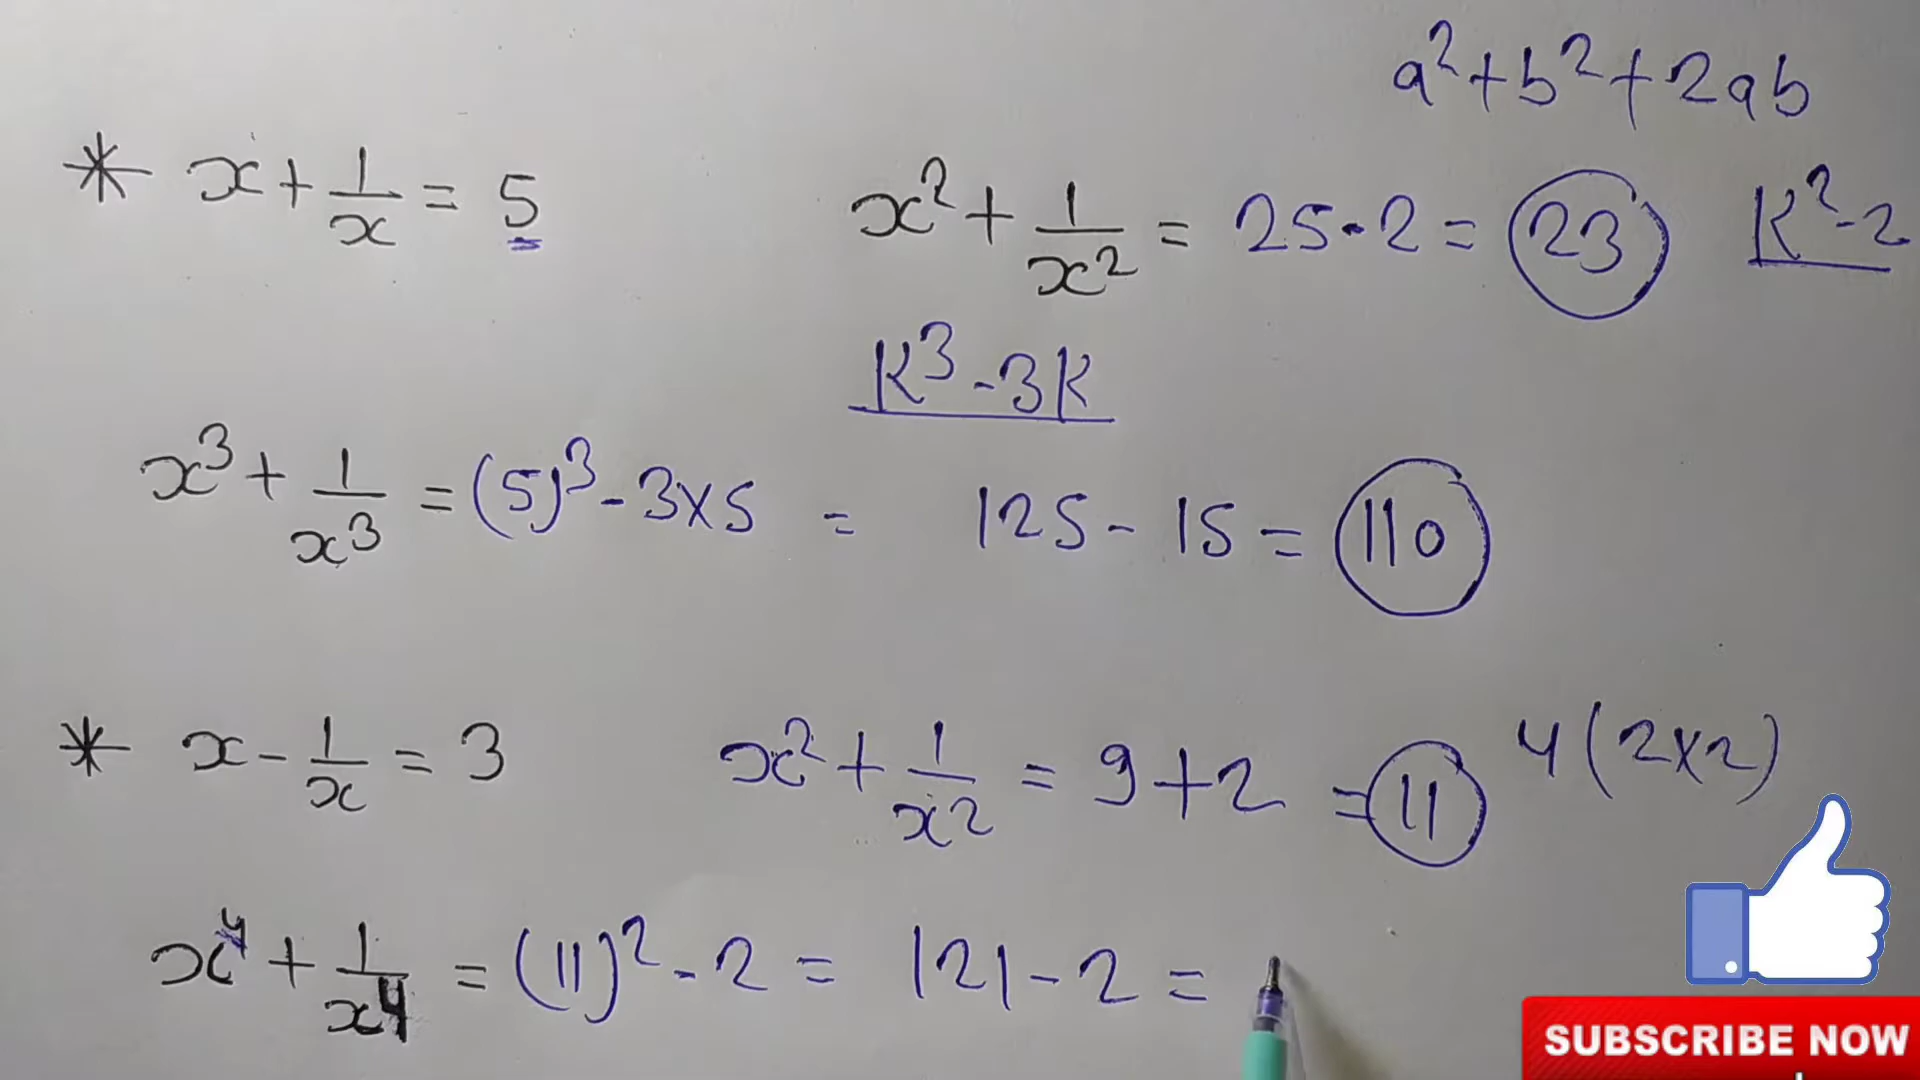 a²+b²+2ab
* x + 1/x = 5
x² + 1/x² = 25-2 = 23
K²-2
K³-3K
x³ + 1/x³ = (5)³-3×5 = 125-15 = 110
* x - 1/x = 3
x² + 1/x² = 9+2 = 11
4(2×2)
x⁴ + 1/x⁴ = (11)²-2 = 121-2 =
SUBSCRIBE NOW